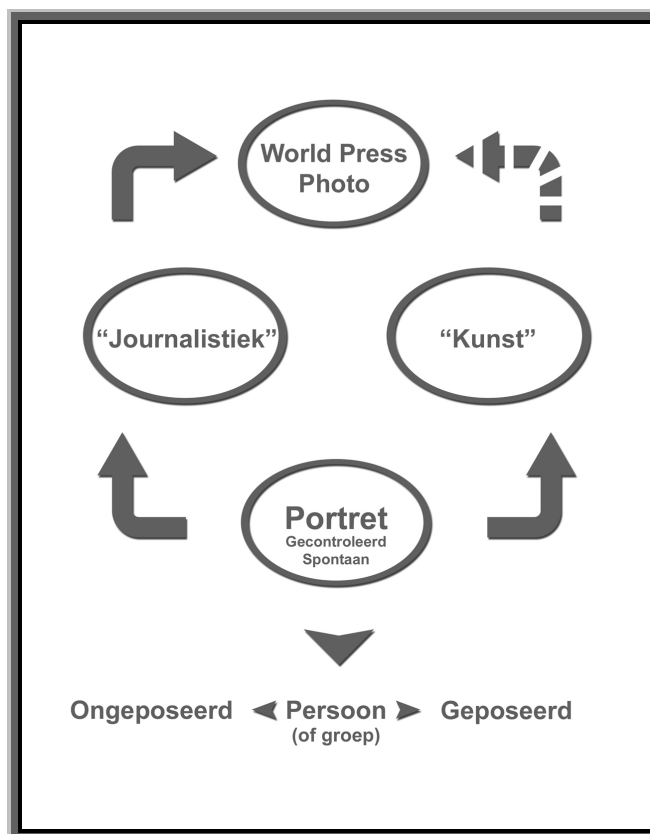 World Press
Photo
“Journalistiek”
“Kunst”
Portret
Gecontroleerd
Spontaan
Ongeposeerd
Persoon
(of groep)
Geposeerd